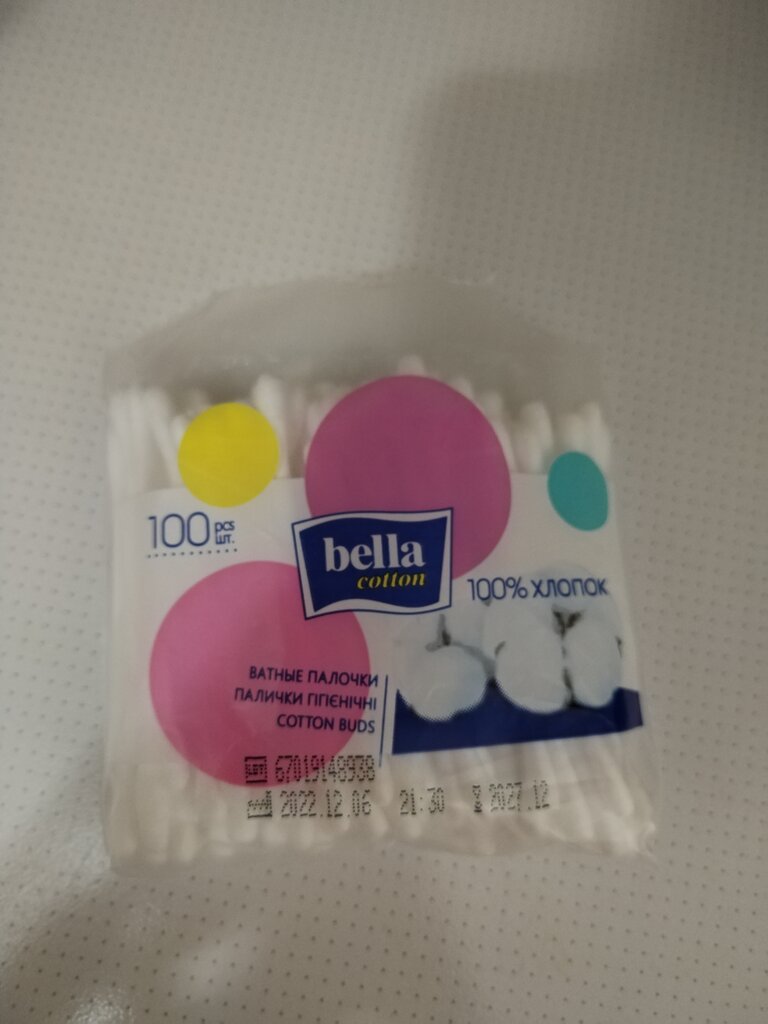 100 pcs
шт.
bella
cotton
100% ХЛОПОК
ВАТНЫЕ ПАЛОЧКИ
ПАЛИЧКИ ГІГІЄНІЧНІ
COTTON BUDS
LOT 67019148938
2022.12.06 21:30 2027.12